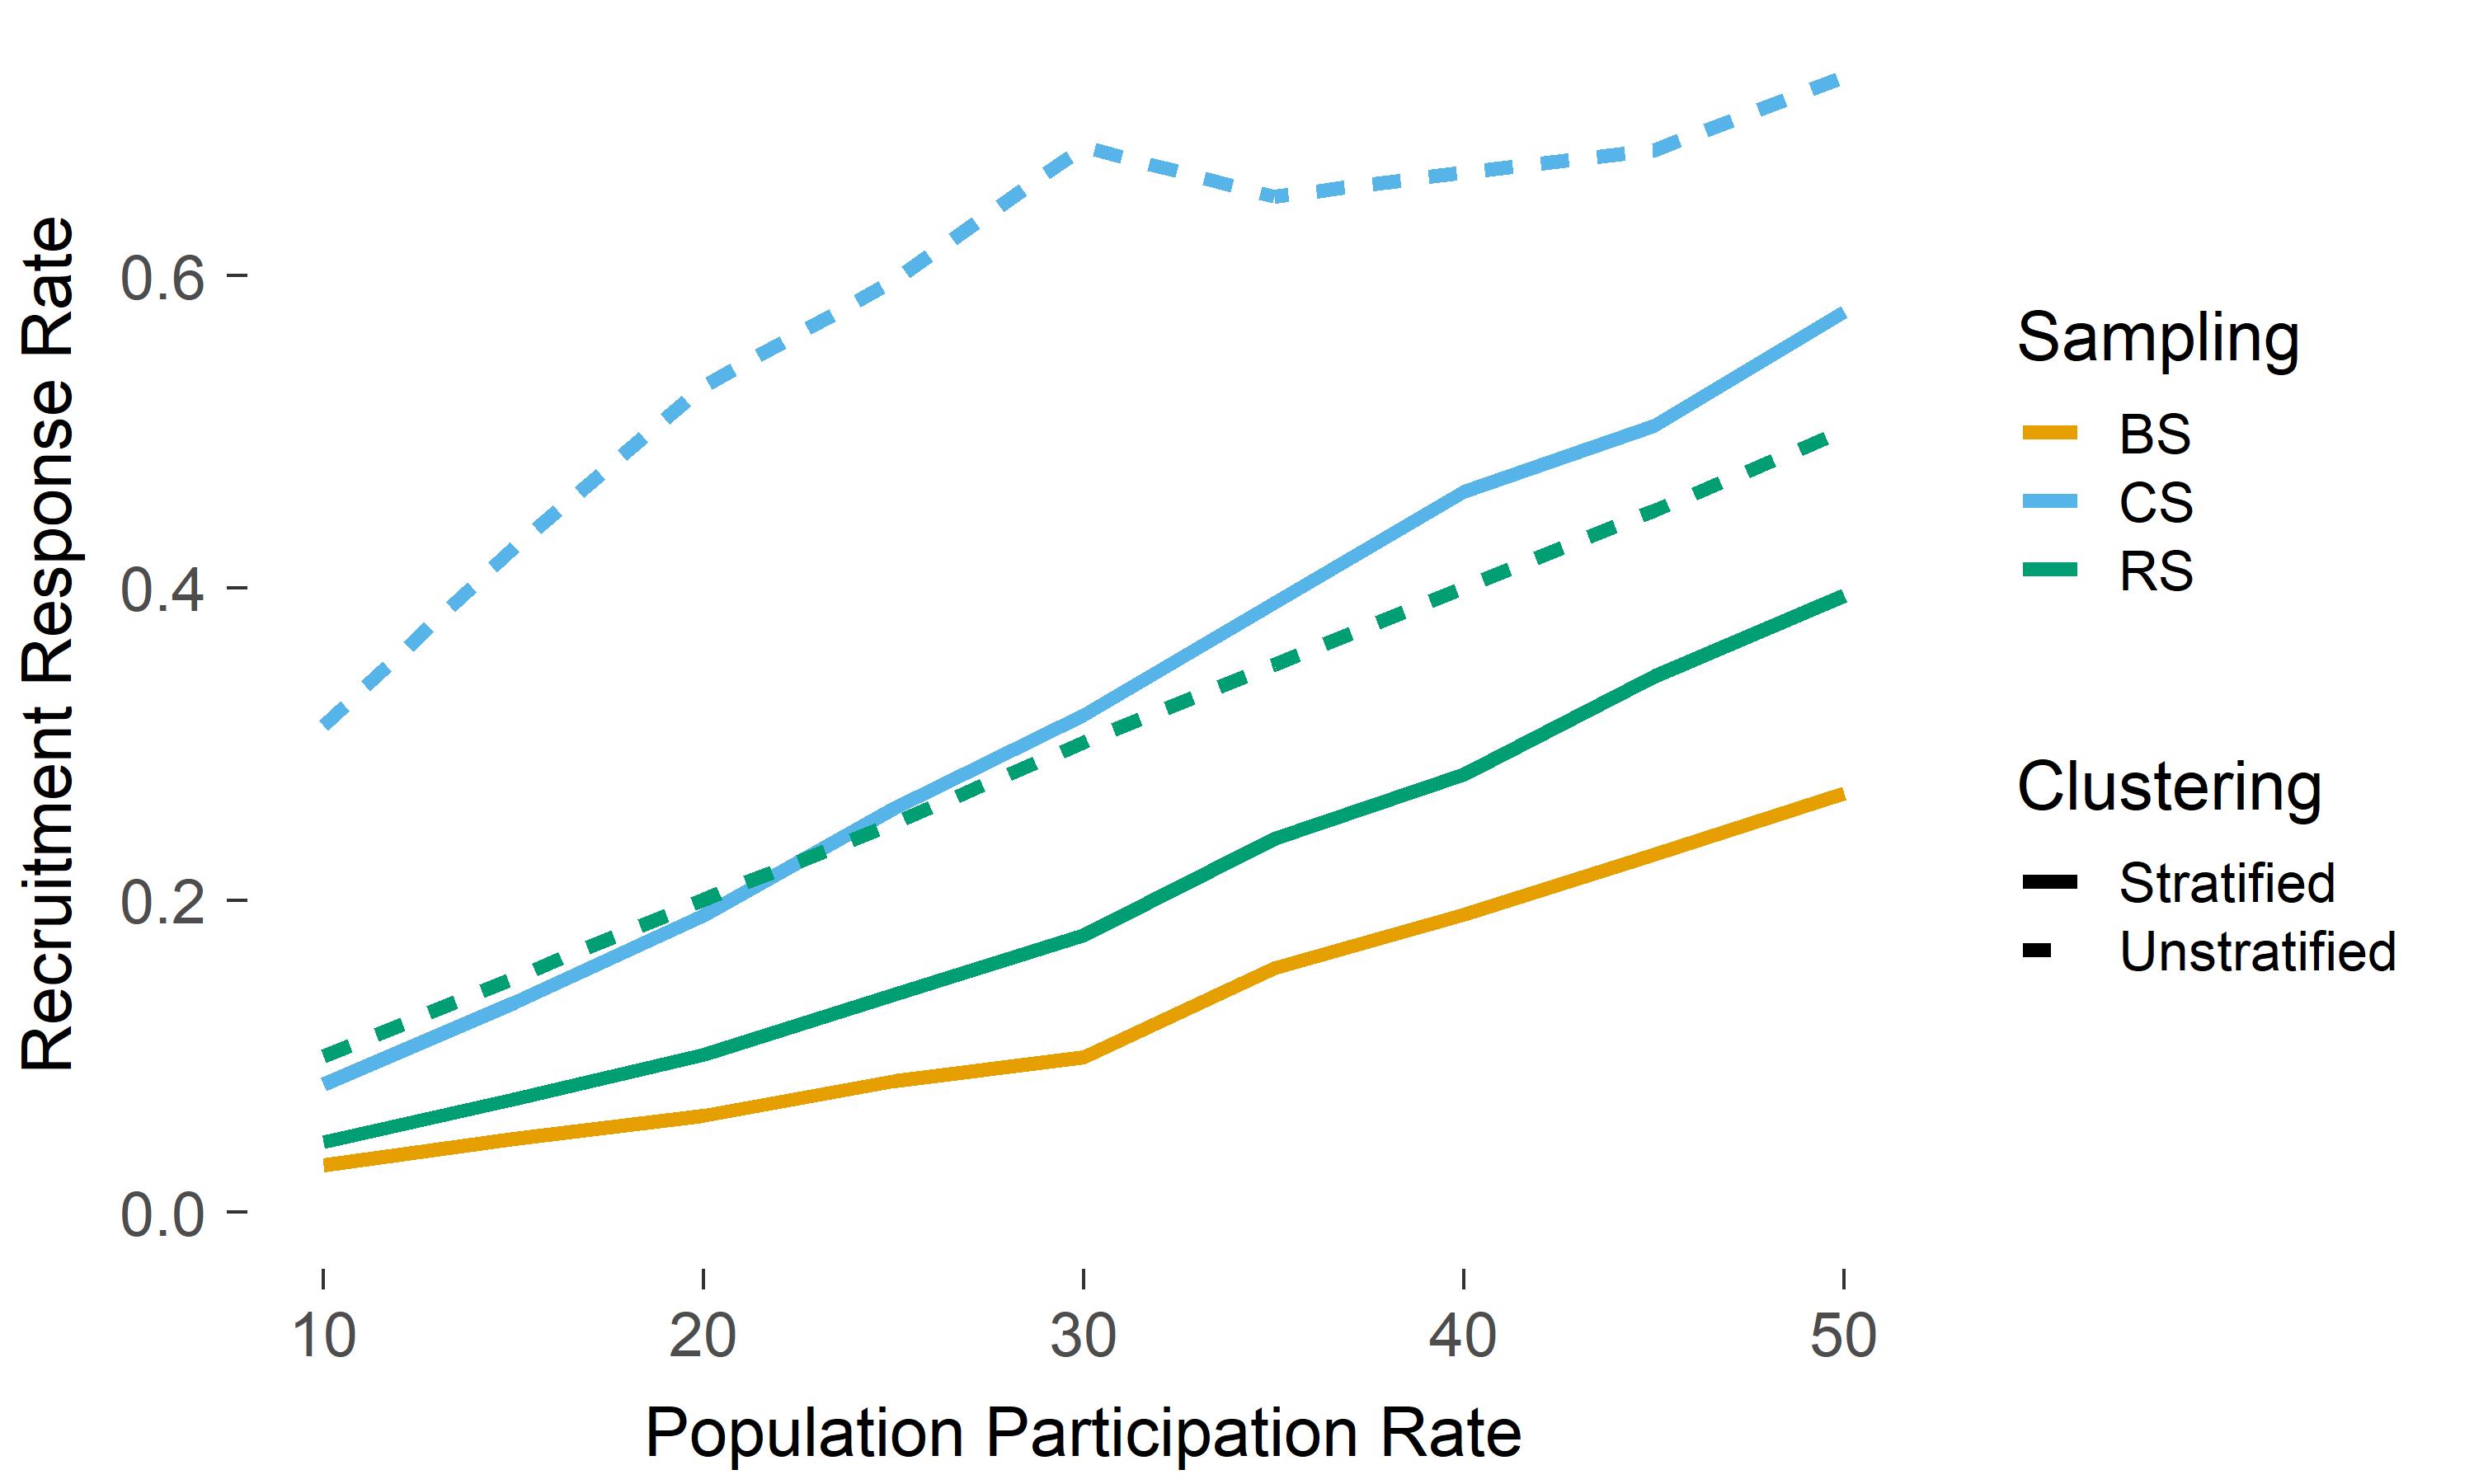 Recruitment Response Rate
0.6
0.4
0.2
0.0
10 20 30 40 50
Population Participation Rate
Sampling
BS
CS
RS
Clustering
Stratified
Unstratified